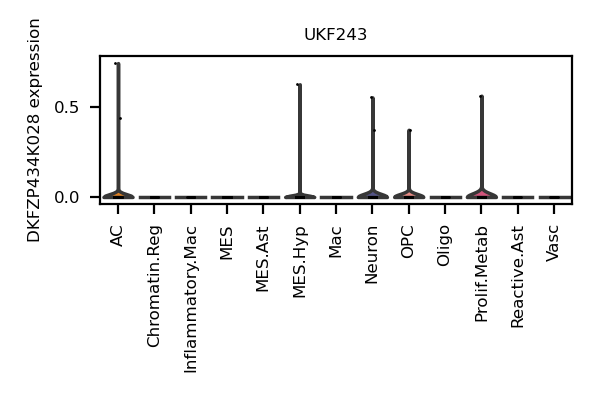 UKF243
DKFZP434K028 expression
0.5
0.0
AC
Chromatin.Reg
Inflammatory.Mac
MES
MES.Ast
MES.Hyp
Mac
Neuron
OPC
Oligo
Prolif.Metab
Reactive.Ast
Vasc